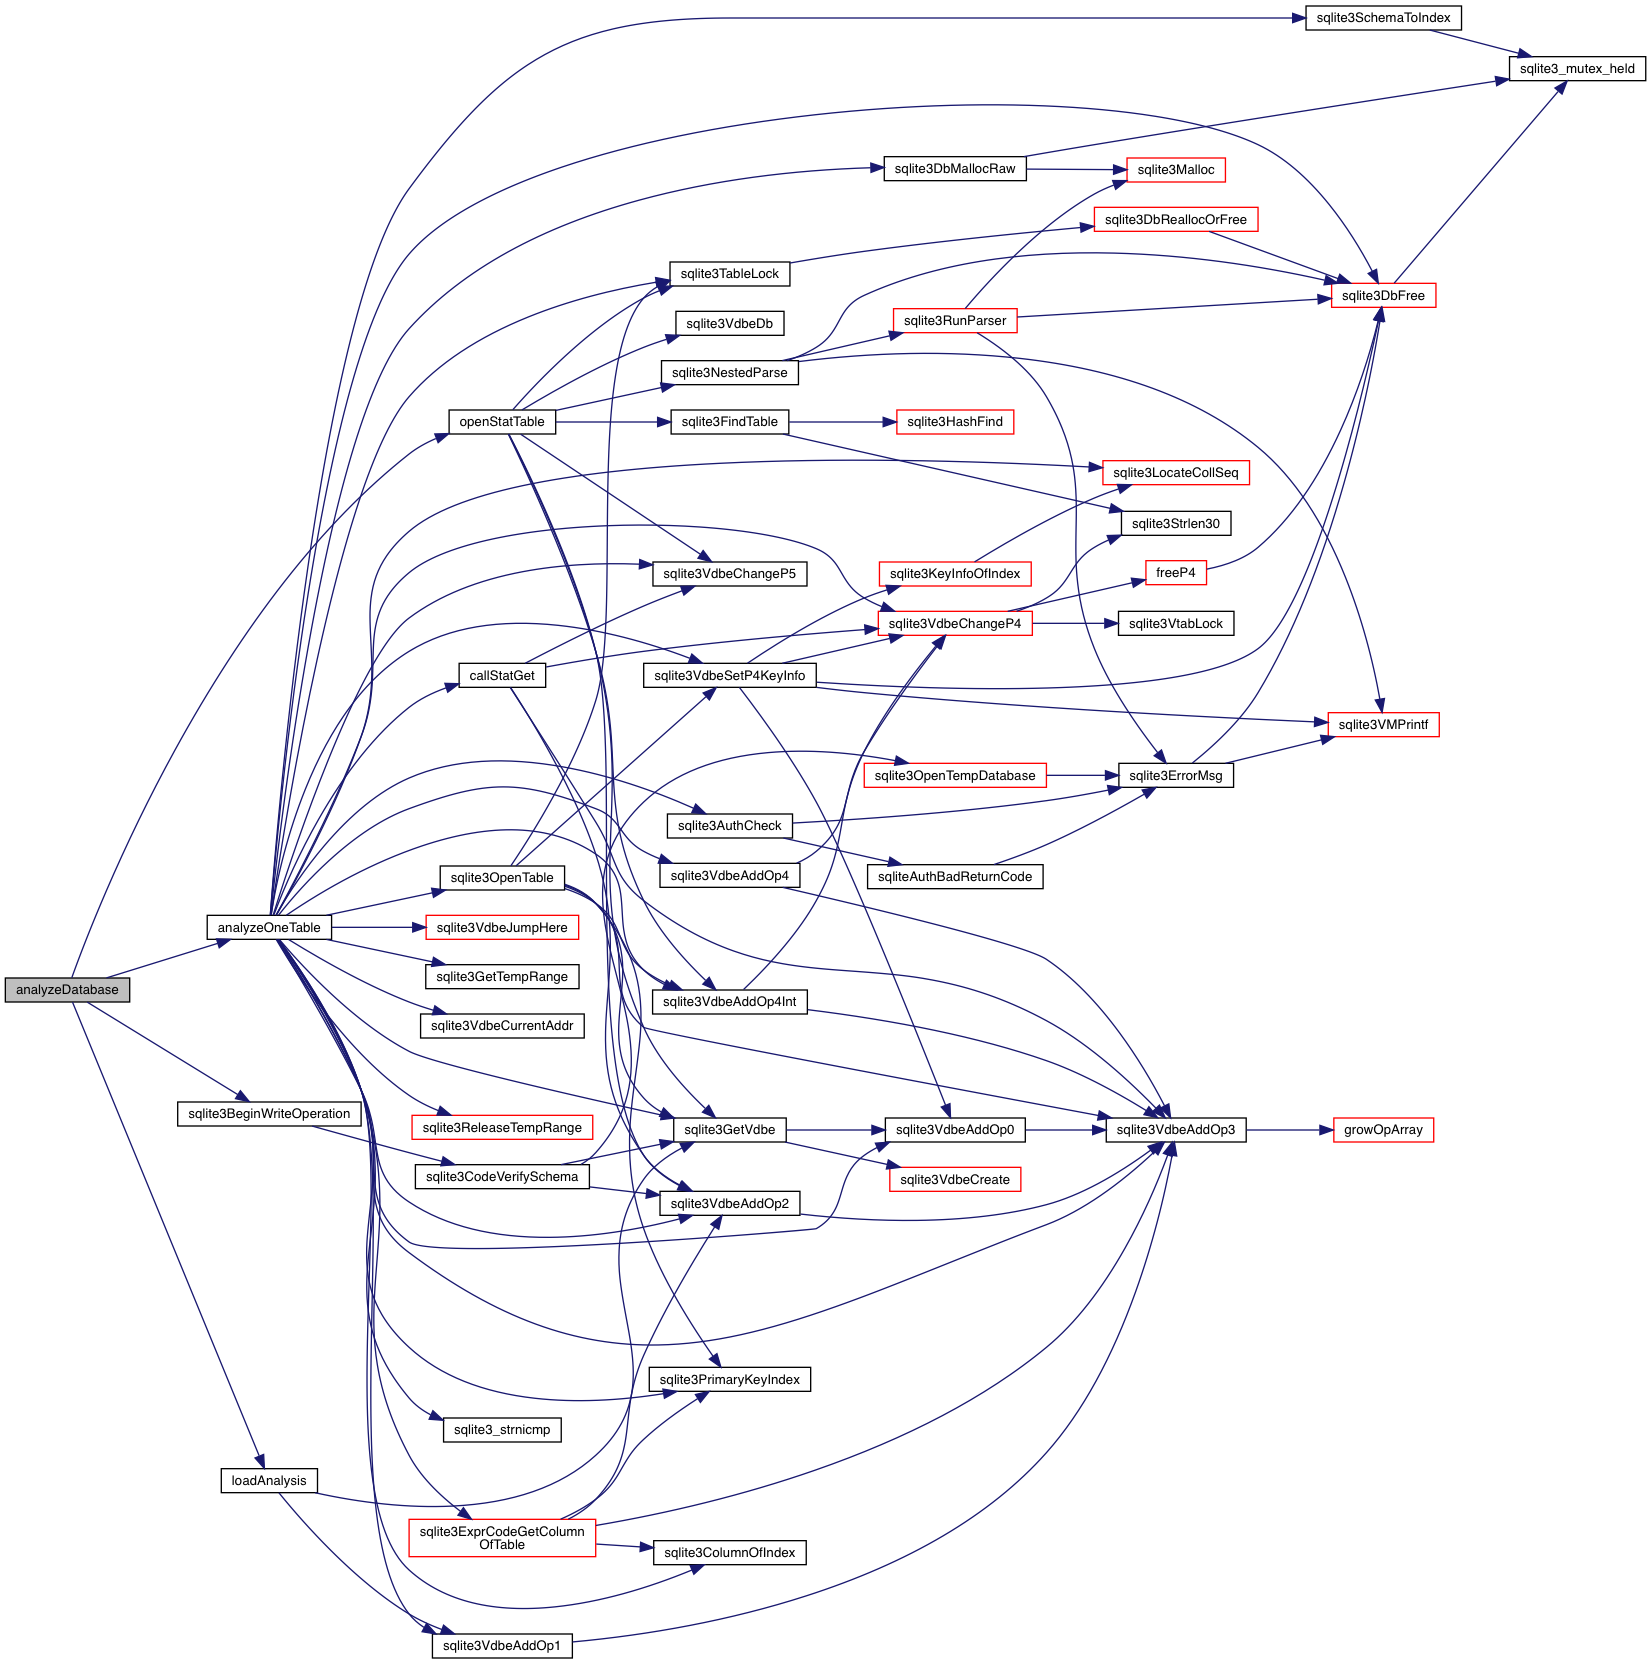 sqlite3SchemaToIndex
sqlite3_mutex_held
sqlite3DbMallocRaw
sqlite3Malloc
sqlite3DbReallocOrFree
sqlite3TableLock
sqlite3DbFree
sqlite3VdbeDb
sqlite3RunParser
sqlite3NestedParse
openStatTable
sqlite3FindTable
sqlite3HashFind
sqlite3LocateCollSeq
sqlite3Strlen30
sqlite3VdbeChangeP5
sqlite3KeyInfoOfIndex
freeP4
sqlite3VdbeChangeP4
sqlite3VtabLock
callStatGet
sqlite3VdbeSetP4KeyInfo
sqlite3VMPrintf
sqlite3OpenTempDatabase
sqlite3ErrorMsg
sqlite3AuthCheck
sqlite3OpenTable
sqlite3VdbeAddOp4
sqliteAuthBadReturnCode
analyzeOneTable
sqlite3VdbeJumpHere
sqlite3GetTempRange
analyzeDatabase
sqlite3VdbeAddOp4Int
sqlite3VdbeCurrentAddr
sqlite3BeginWriteOperation
sqlite3ReleaseTempRange
sqlite3GetVdbe
sqlite3VdbeAddOp0
sqlite3VdbeAddOp3
growOpArray
sqlite3CodeVerifySchema
sqlite3VdbeCreate
sqlite3VdbeAddOp2
sqlite3PrimaryKeyIndex
sqlite3_strnicmp
loadAnalysis
sqlite3ExprCodeGetColumn
OfTable
sqlite3ColumnOfIndex
sqlite3VdbeAddOp1